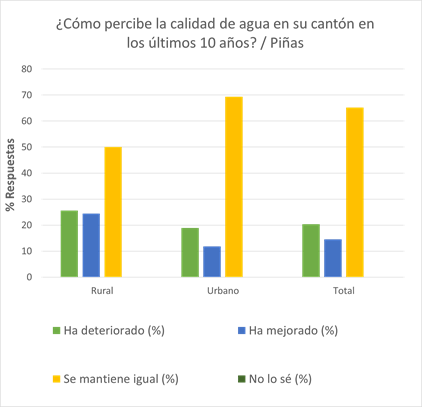 ¿Cómo percibe la calidad de agua en su cantón en
los últimos 10 años? / Piñas
% Respuestas
80
70
60
50
40
30
20
10
0
Rural Urbano Total
Ha deteriorado (%) Ha mejorado (%)
Se mantiene igual (%) No lo sé (%)